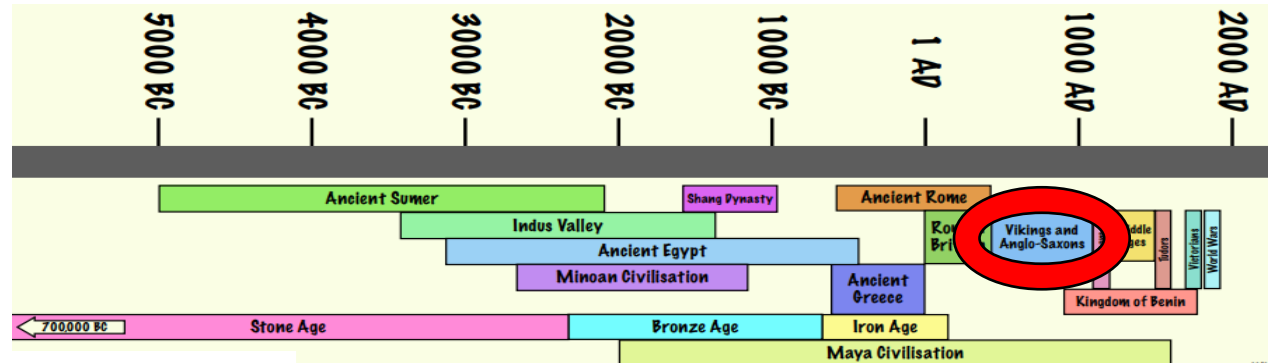 5000 BC
4000 BC
3000 BC
2000 BC
1000 BC
1 AD
1000 AD
2000 AD
Ancient Sumer
Shang Dynasty
Ancient Rome
Indus Valley
Vikings and
Anglo-Saxons
Tudors
Victorians
World Wars
Ancient Egypt
Minoan Civilisation
Ancient
Greece
Kingdom of Benin
700,000 BC
Stone Age
Bronze Age
Iron Age
Maya Civilisation